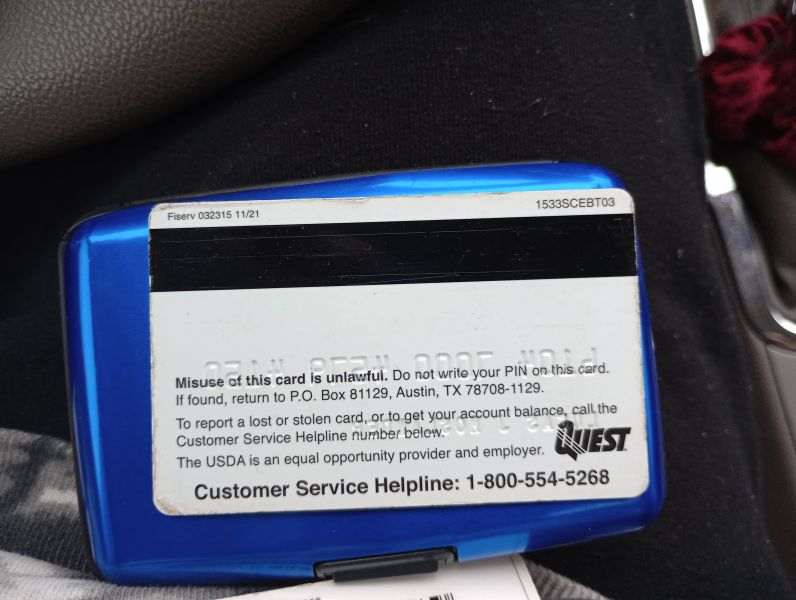 Fiserv 032315 11/21
1533SCEBT03
Misuse of this card is unlawful. Do not write your PIN on this card.
If found, return to P.O. Box 81129, Austin, TX 78708-1129.
To report a lost or stolen card, or to get your account balance, call the
Customer Service Helpline number below.
QUEST
The USDA is an equal opportunity provider and employer.
Customer Service Helpline: 1-800-554-5268